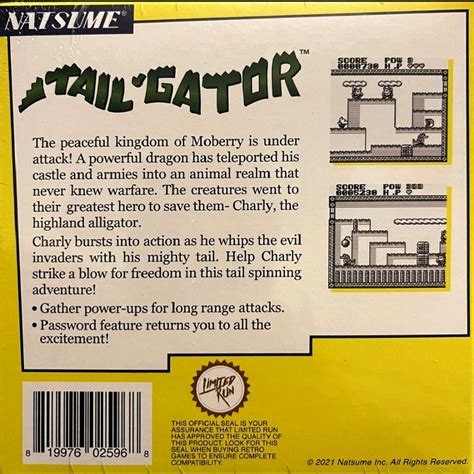 NATSUME®
TAIL'GATOR™
SCORE POW
0000730 H.P
The peaceful kingdom of Moberry is under
attack! A powerful dragon has teleported his
castle and armies into an animal realm that
never knew warfare. The creatures went to
their greatest hero to save them- Charly, the
highland alligator.
SCORE POW
0005230 H.P
Charly bursts into action as he whips the evil
invaders with his mighty tail. Help Charly
strike a blow for freedom in this tail spinning
adventure!
• Gather power-ups for long range attacks.
• Password feature returns you to all the
excitement!
LIMITED
RUN
8 19976 02596 8
THIS OFFICIAL SEAL IS YOUR
ASSURANCE THAT LIMITED RUN
HAS APPROVED THE QUALITY OF
THIS PRODUCT. LOOK FOR THIS
SEAL WHEN BUYING RETRO
GAMES TO ENSURE COMPLETE
COMPATIBILITY.
© 2021 Natsume Inc. All Rights Reserved.